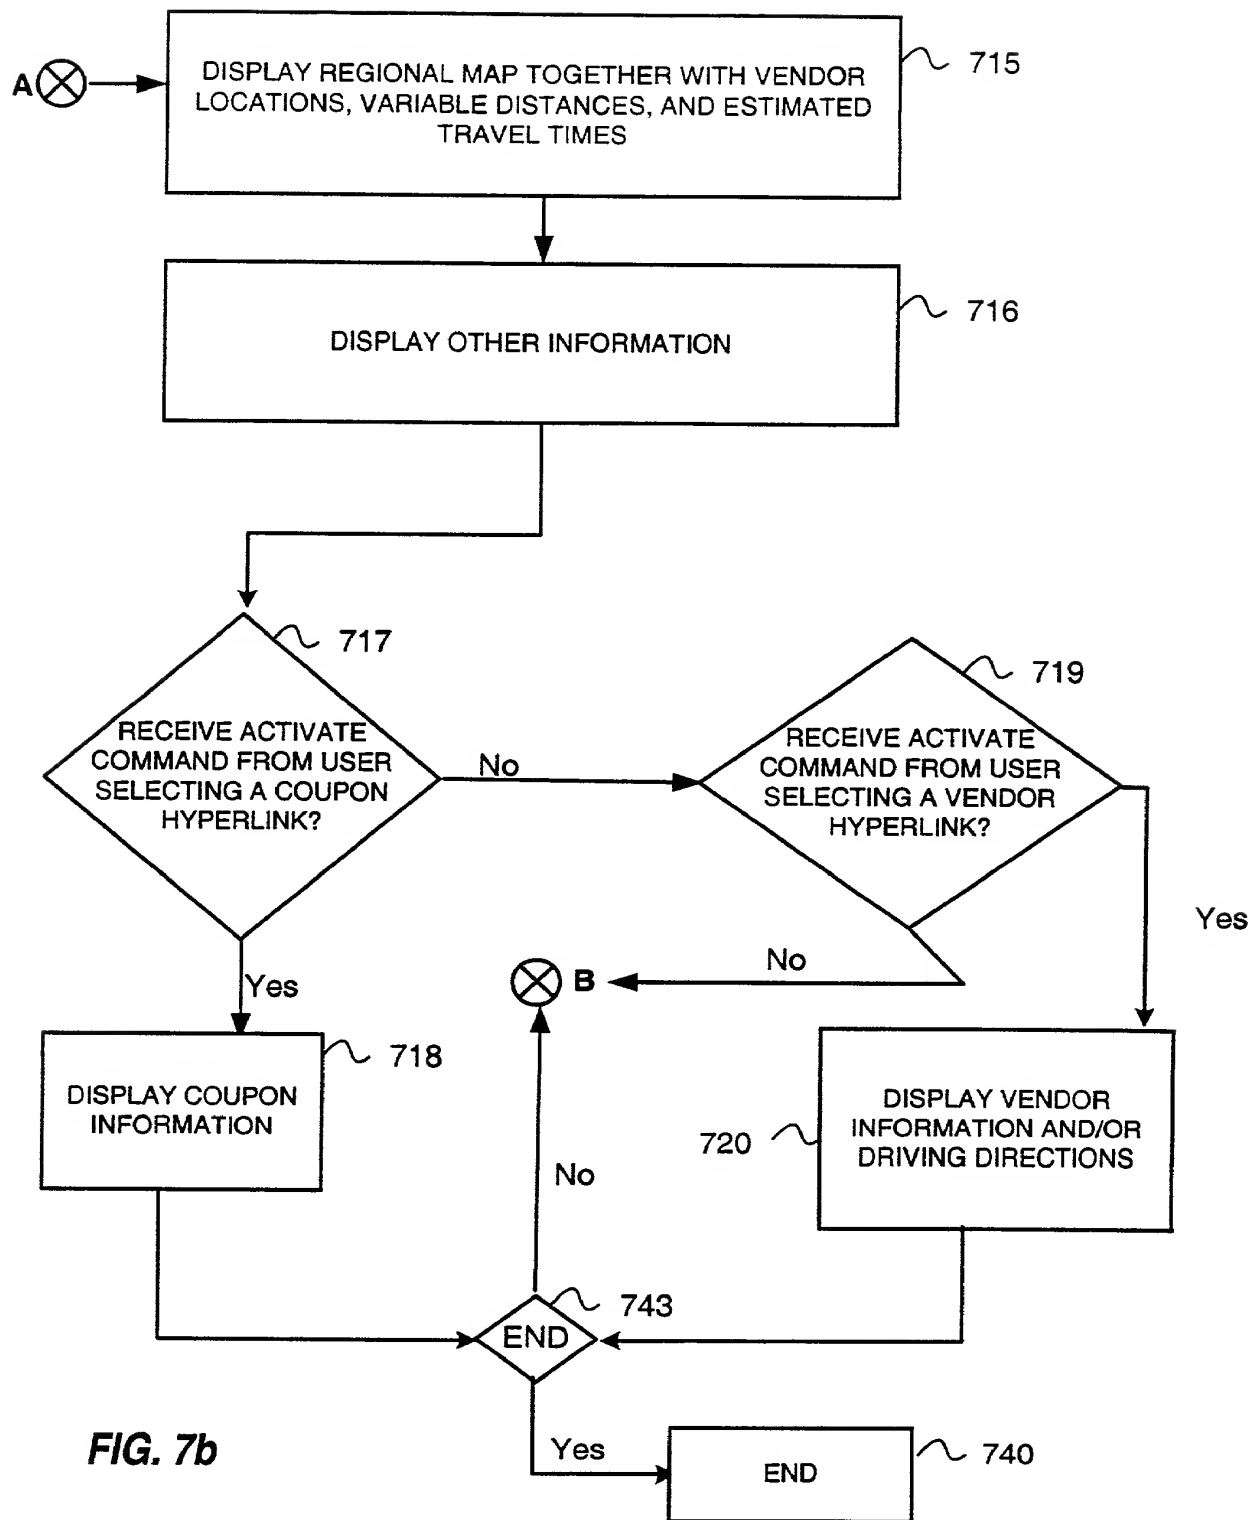 A
DISPLAY REGIONAL MAP TOGETHER WITH VENDOR
LOCATIONS, VARIABLE DISTANCES, AND ESTIMATED
TRAVEL TIMES
715
DISPLAY OTHER INFORMATION
716
717
RECEIVE ACTIVATE
COMMAND FROM USER
SELECTING A COUPON
HYPERLINK?
No
719
RECEIVE ACTIVATE
COMMAND FROM USER
SELECTING A VENDOR
HYPERLINK?
Yes
No
B
Yes
718
DISPLAY COUPON
INFORMATION
720
DISPLAY VENDOR
INFORMATION AND/OR
DRIVING DIRECTIONS
No
743
END
Yes
END
740
FIG. 7b